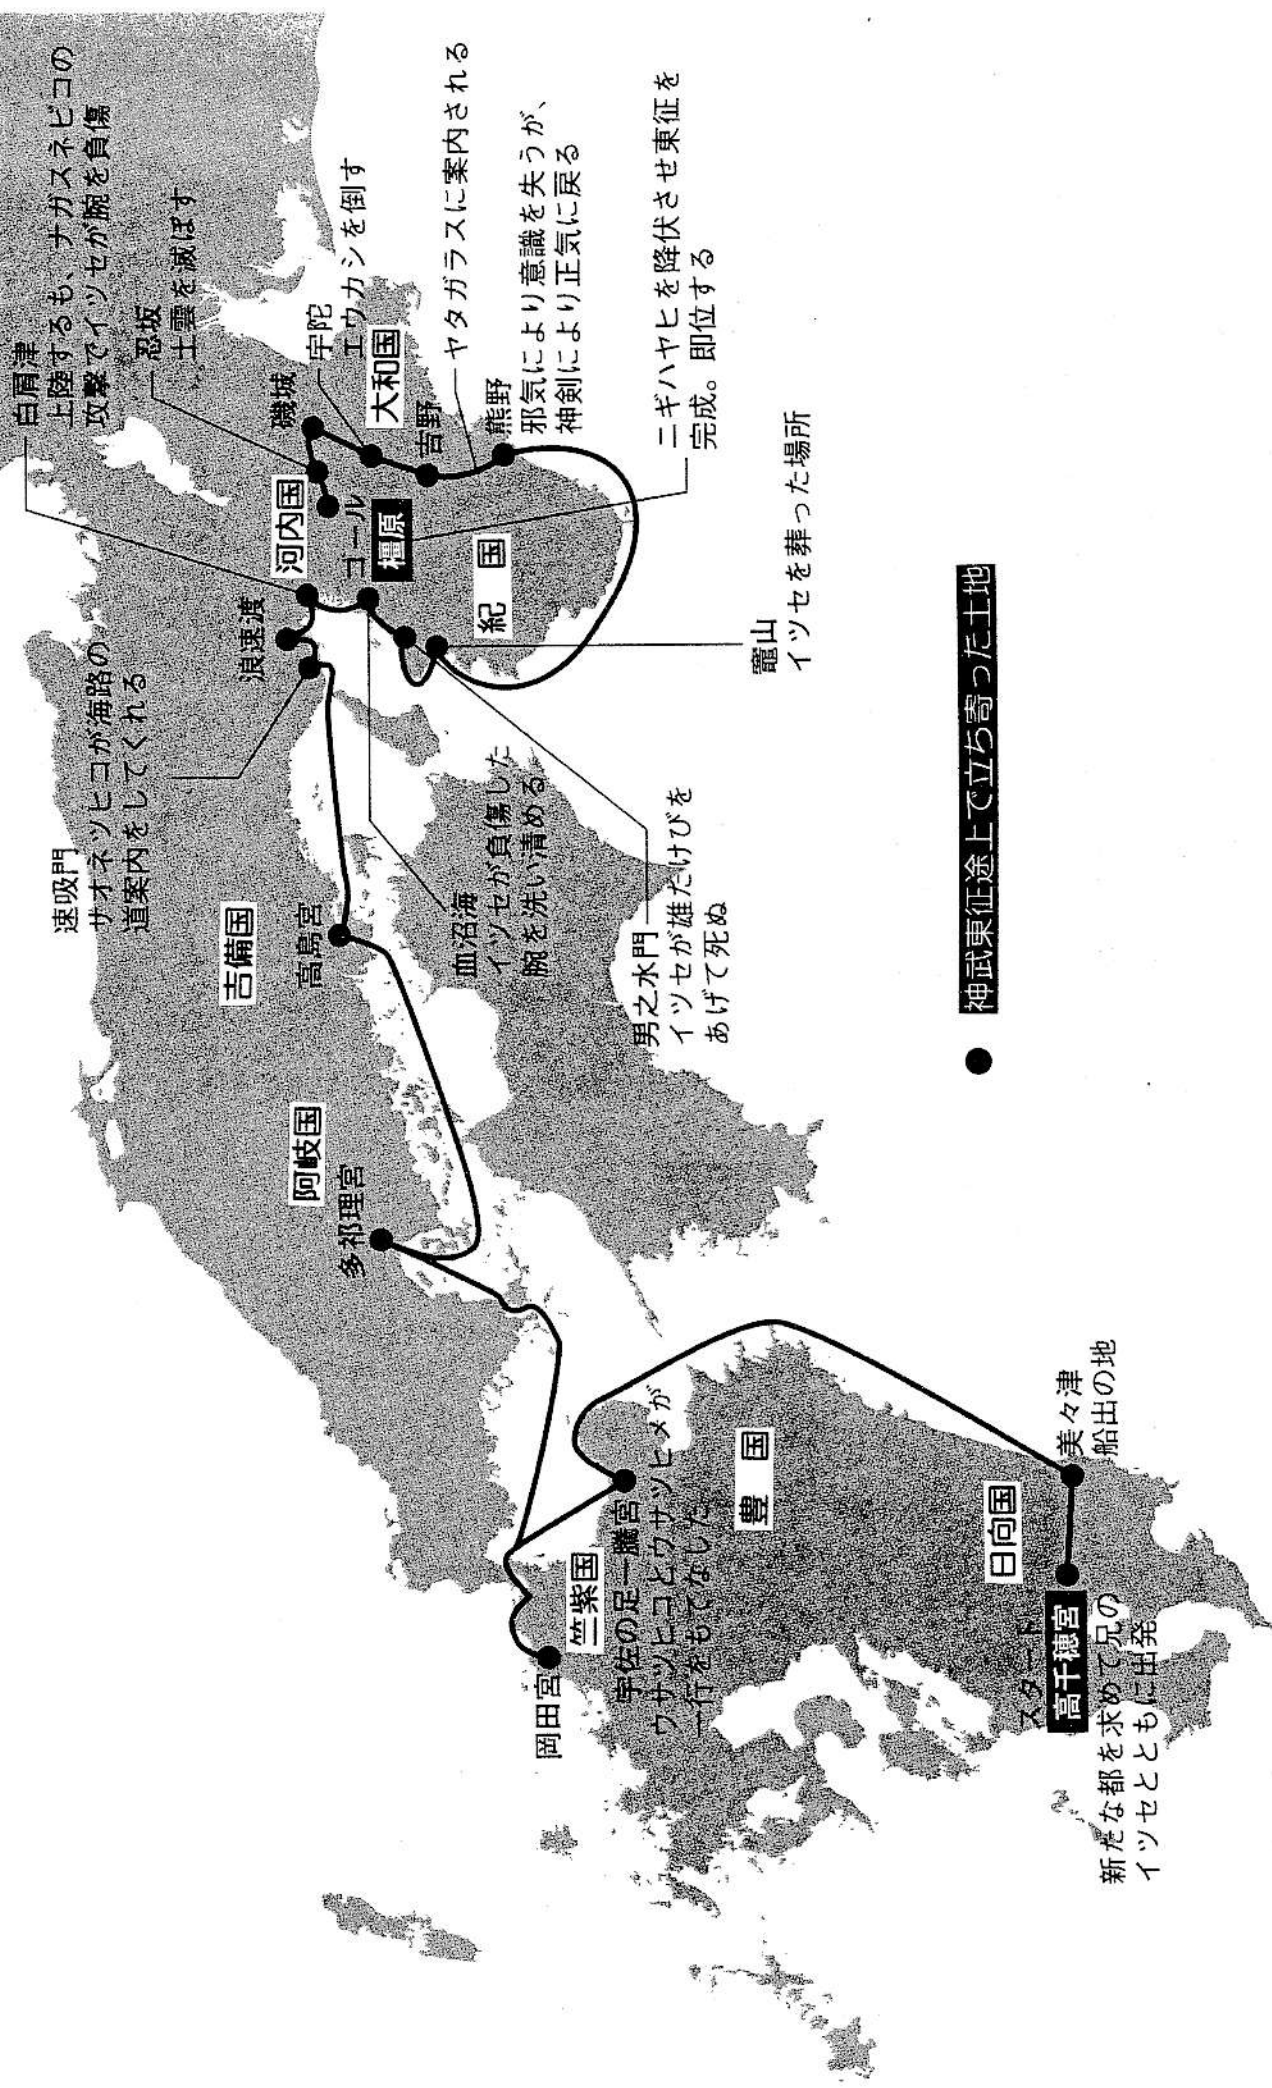 白肩津
上陸するも、ナガスネビコの
攻撃でイツセが腕を負傷
忍坂
土雲を滅ぼす
磯城
宇陀
エウカシを倒す
大和国
吉野
ヤタガラスに案内される
熊野
邪気により意識を失うが、
神剣により正気に戻る
ニギハヤヒを降伏させ東征を
完成。即位する
河内国
ゴール
橿原
紀国
浪速渡
速吸門
サオネツヒコが海路の
道案内をしてくれる
竈山
イツセを葬った場所
血沼海
イツセが負傷した
腕を洗い清める
男之水門
イツセが雄たけびを
あげて死ぬ
吉備国
高島宮
阿岐国
多祁理宮
竺紫国
岡田宮
宇佐の足一騰宮
ウサツヒコとウサツヒメが
一行をもてなした
豊国
日向国
美々津
船出の地
スタート
高千穂宮
新たな都を求めて兄の
イツセとともに出発
● 神武東征途上で立ち寄った土地